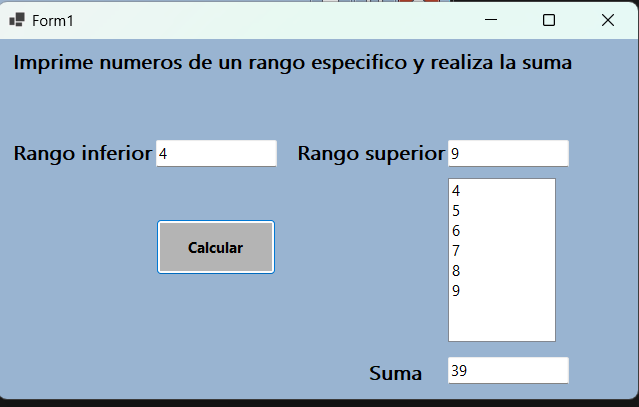 Form1
Imprime numeros de un rango especifico y realiza la suma
Rango inferior 4 Rango superior 9
4
5
6
7
8
9
Calcular
Suma 39